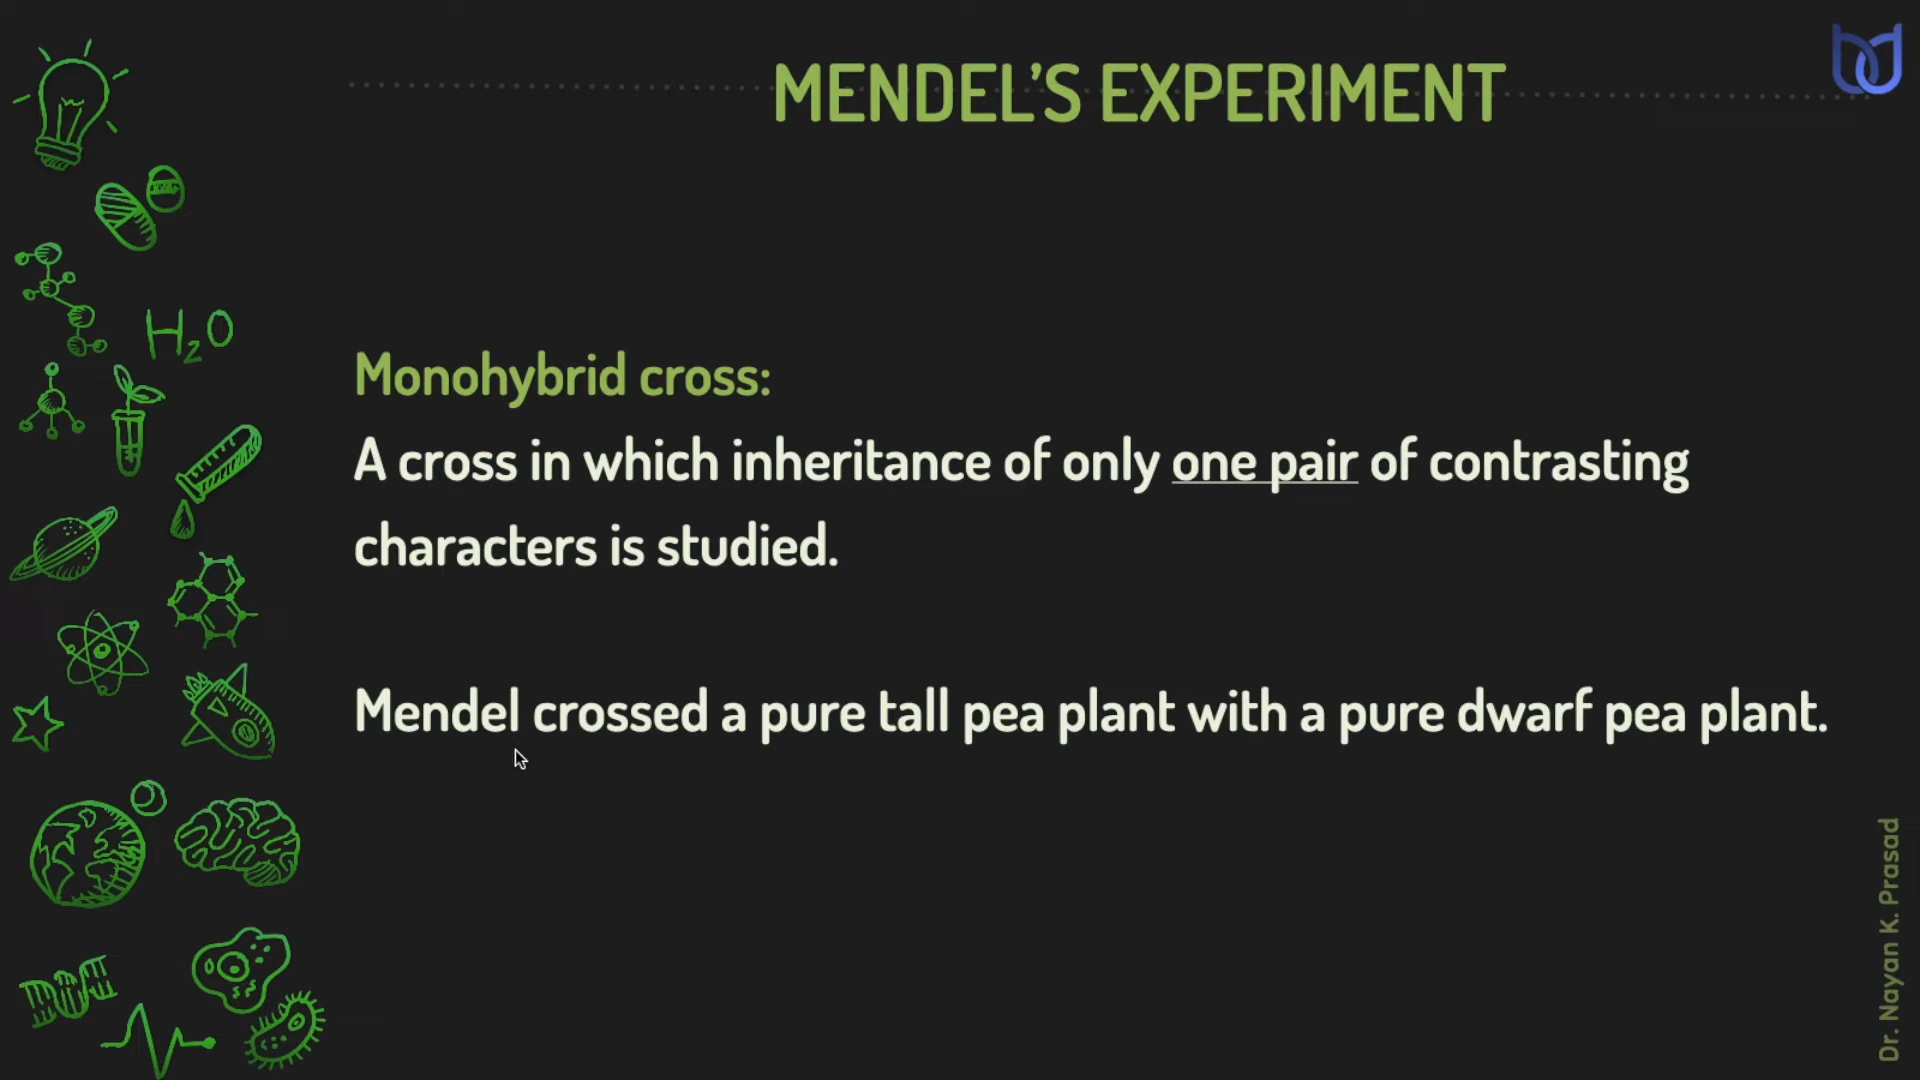 MENDEL'S EXPERIMENT
H₂O
Monohybrid cross:
A cross in which inheritance of only one pair of contrasting
characters is studied.
Mendel crossed a pure tall pea plant with a pure dwarf pea plant.
Dr. Nayan K. Prasad